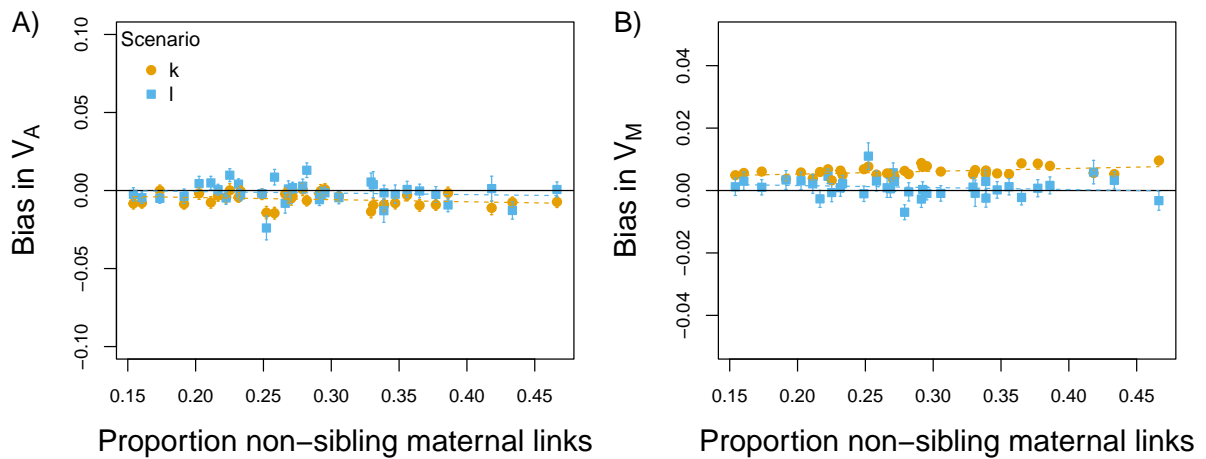 A)
Scenario
k
l
Bias in V_A
0.10
0.05
0.00
−0.05
−0.10
0.15 0.20 0.25 0.30 0.35 0.40 0.45
Proportion non−sibling maternal links
B)
Bias in V_M
0.04
0.02
0.00
−0.02
−0.04
0.15 0.20 0.25 0.30 0.35 0.40 0.45
Proportion non−sibling maternal links